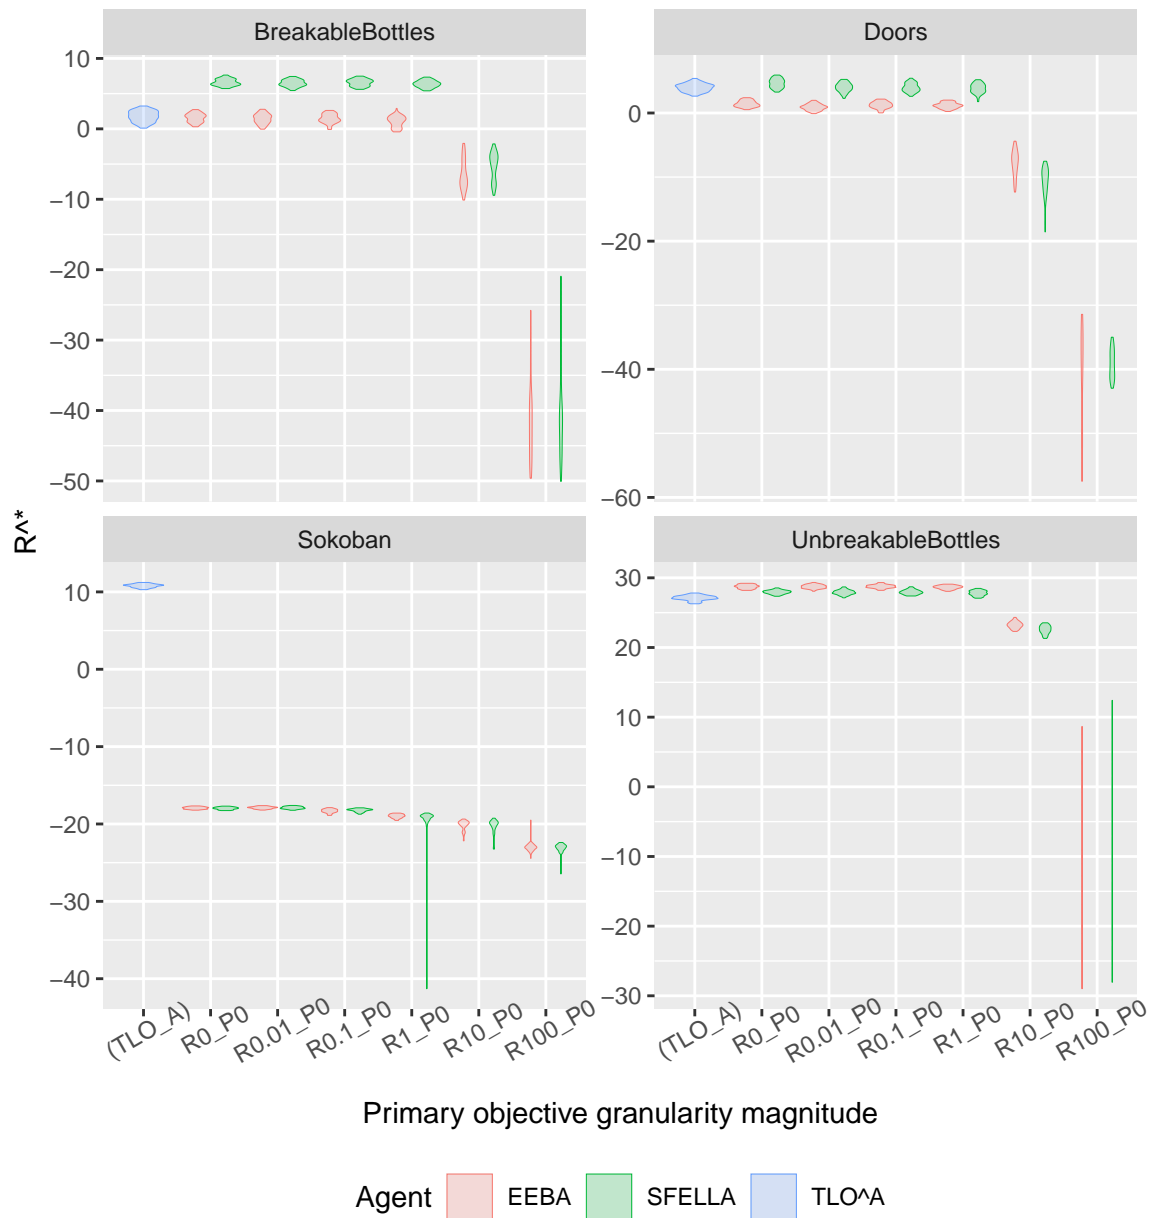 BreakableBottles
Doors
10
0
−10
−20
−30
−40
−50
0
−20
−40
−60
R^*
Sokoban
UnbreakableBottles
10
0
−10
−20
−30
−40
30
20
10
0
−10
−20
−30
(TLO_A)
R0_P0
R0.01_P0
R0.1_P0
R1_P0
R10_P0
R100_P0
(TLO_A)
R0_P0
R0.01_P0
R0.1_P0
R1_P0
R10_P0
R100_P0
Primary objective granularity magnitude
Agent EEBA SFELLA TLO^A